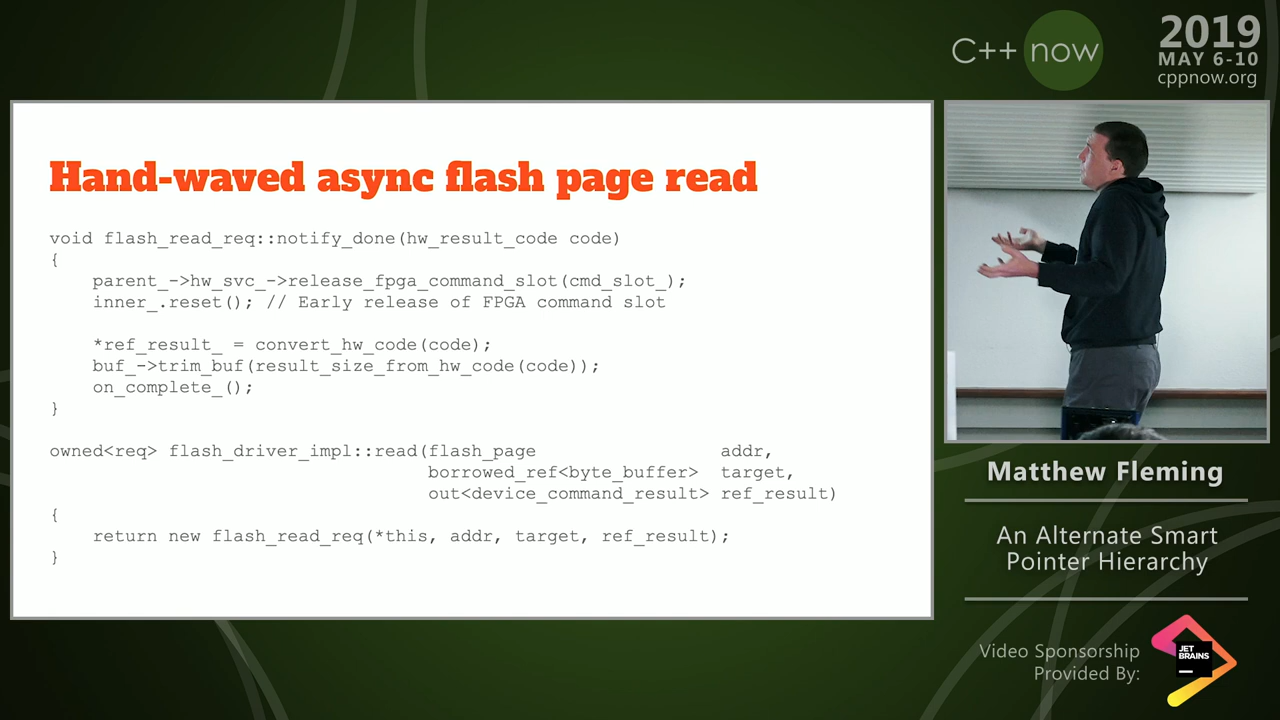 C++ now
2019
MAY 6-10
cppnow.org
Hand-waved async flash page read
void flash_read_req::notify_done(hw_result_code code)
{
    parent_->hw_svc_->release_fpga_command_slot(cmd_slot_);
    inner_.reset(); // Early release of FPGA command slot
    *ref_result_ = convert_hw_code(code);
    buf_->trim_buf(result_size_from_hw_code(code));
    on_complete_();
}
owned<req> flash_driver_impl::read(flash_page addr,
                                   borrowed_ref<byte_buffer> target,
                                   out<device_command_result> ref_result)
{
    return new flash_read_req(*this, addr, target, ref_result);
}
Matthew Fleming
An Alternate Smart
Pointer Hierarchy
Video Sponsorship
Provided By:
JET
BRAINS